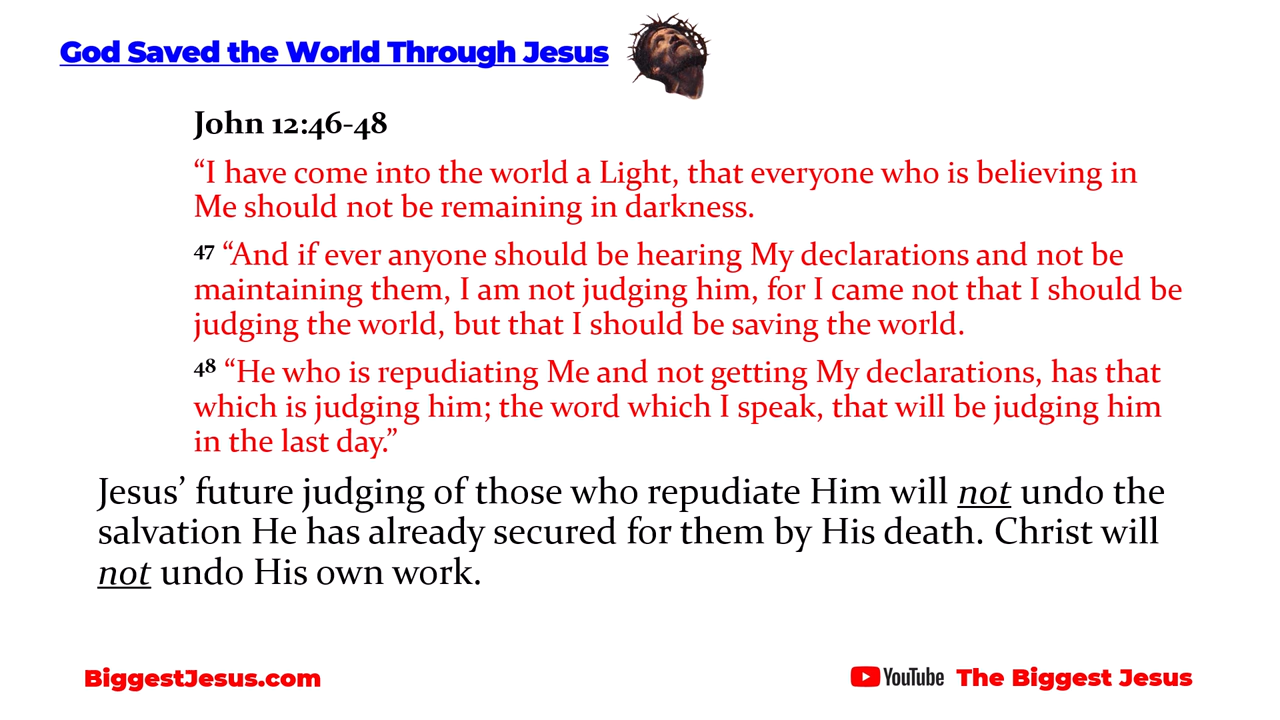 God Saved the World Through Jesus
John 12:46-48
“I have come into the world a Light, that everyone who is believing in
Me should not be remaining in darkness.
47 “And if ever anyone should be hearing My declarations and not be
maintaining them, I am not judging him, for I came not that I should be
judging the world, but that I should be saving the world.
48 “He who is repudiating Me and not getting My declarations, has that
which is judging him; the word which I speak, that will be judging him
in the last day.”
Jesus’ future judging of those who repudiate Him will not undo the
salvation He has already secured for them by His death. Christ will
not undo His own work.
BiggestJesus.com
YouTube The Biggest Jesus